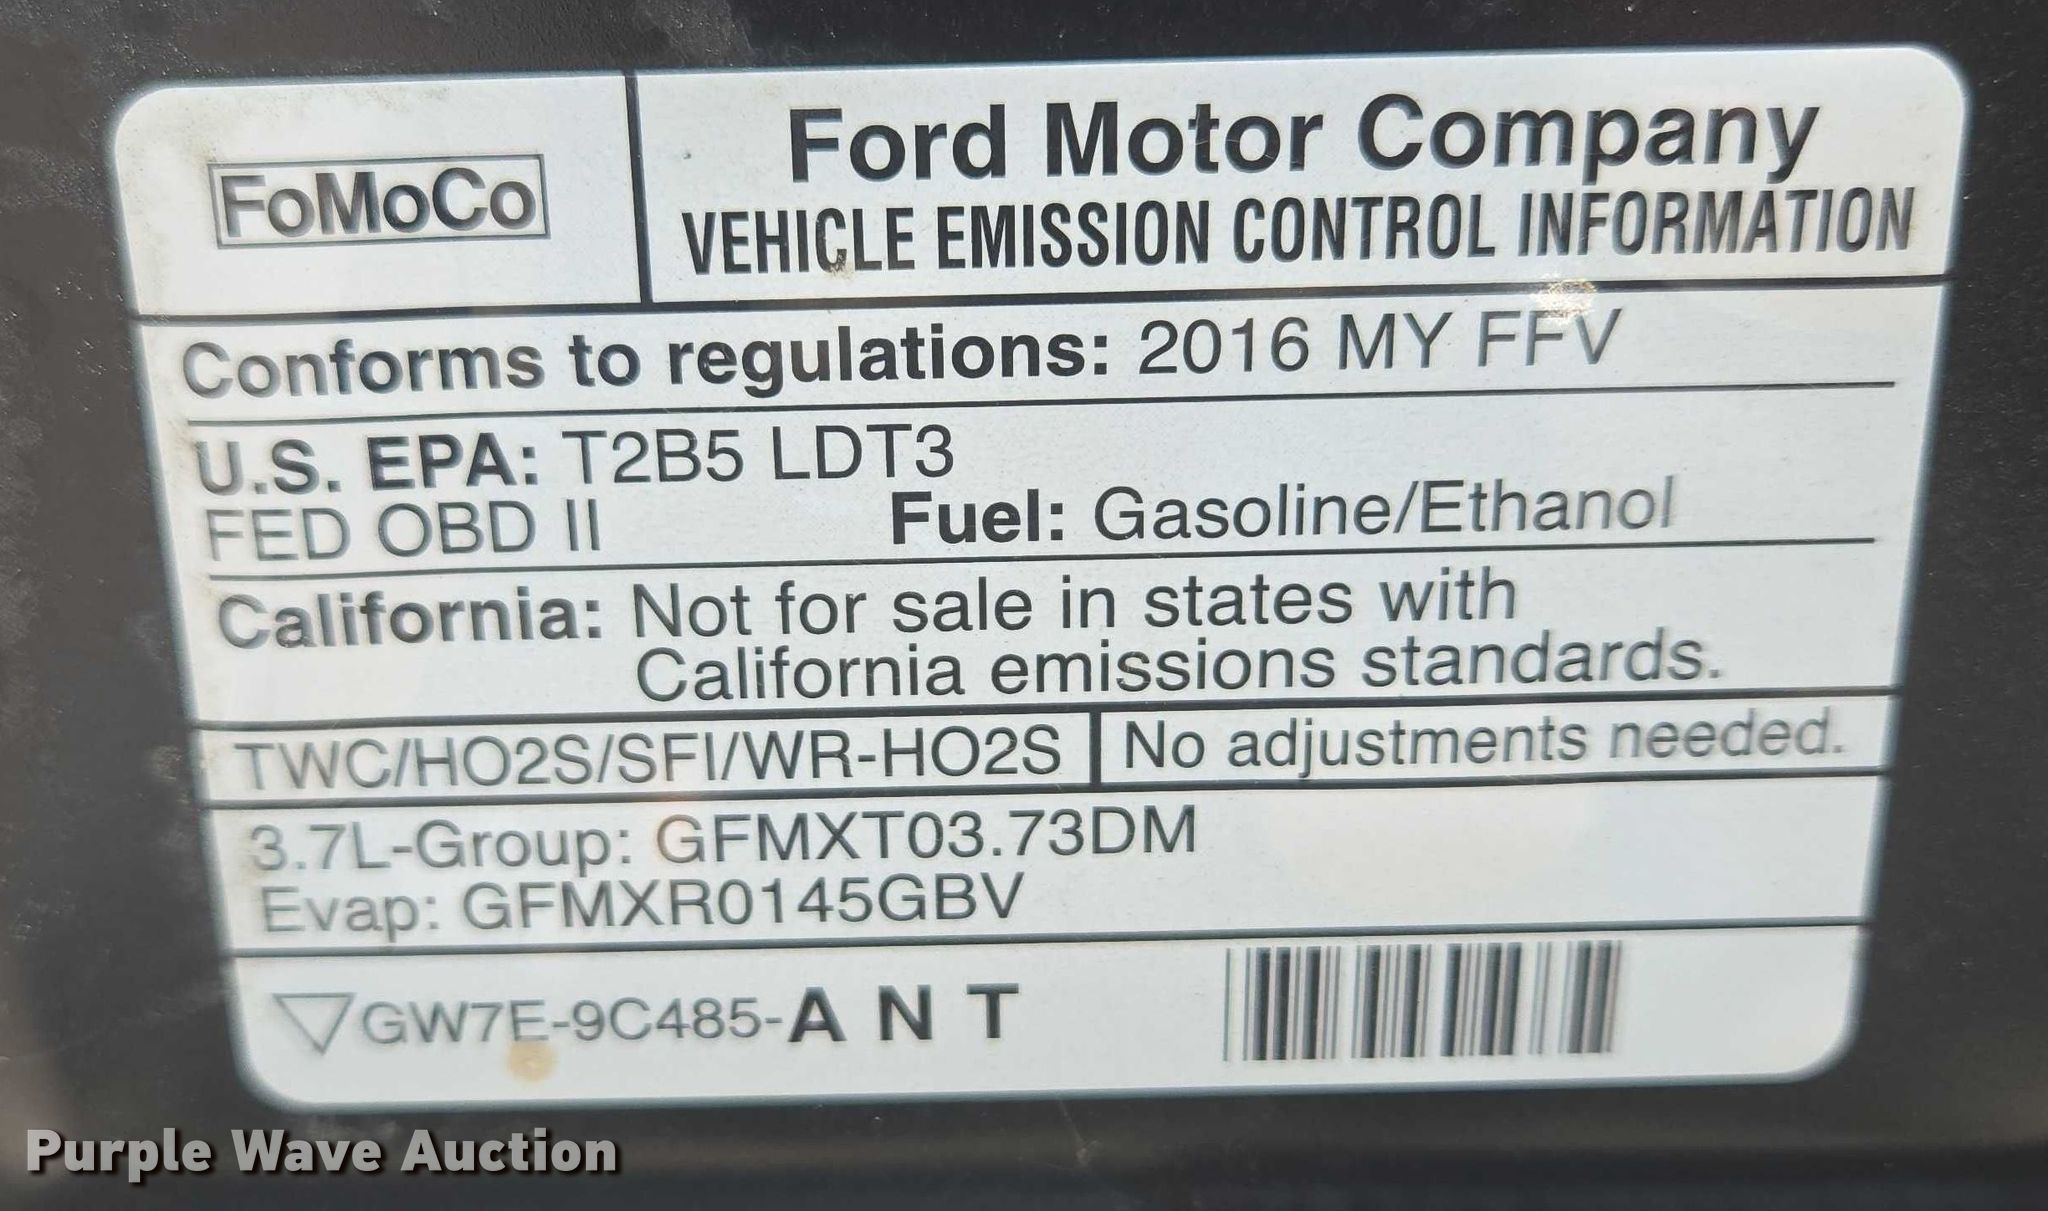 FoMoCo
Ford Motor Company
VEHICLE EMISSION CONTROL INFORMATION
Conforms to regulations: 2016 MY FFV
U.S. EPA: T2B5 LDT3
FED OBD II Fuel: Gasoline/Ethanol
California: Not for sale in states with
California emissions standards.
TWC/HO2S/SFI/WR-HO2S No adjustments needed.
3.7L-Group: GFMXT03.73DM
Evap: GFMXR0145GBV
GW7E-9C485-A N T
Purple Wave Auction